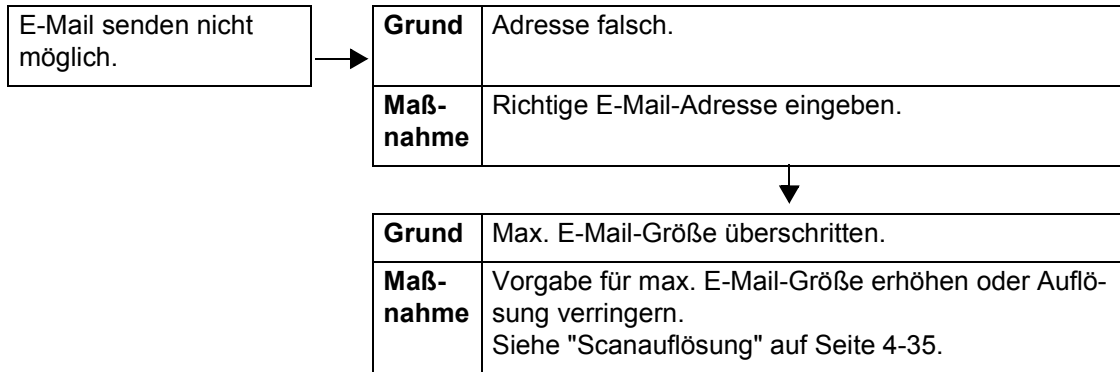 E-Mail senden nicht
möglich.
Grund Adresse falsch.
Maß-
nahme Richtige E-Mail-Adresse eingeben.
Grund Max. E-Mail-Größe überschritten.
Maß-
nahme Vorgabe für max. E-Mail-Größe erhöhen oder Auflö-
sung verringern.
Siehe "Scanauflösung" auf Seite 4-35.